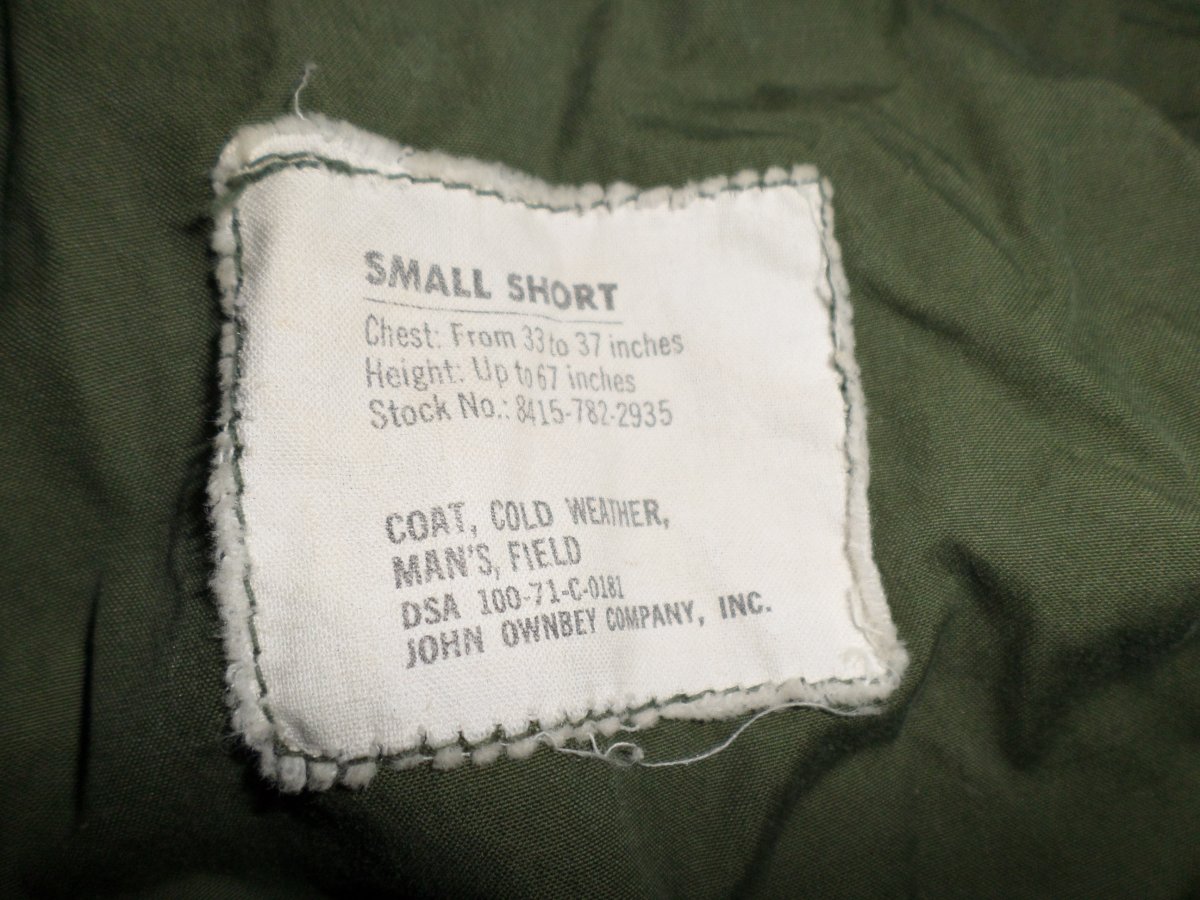 SMALL SHORT
Chest: From 33 to 37 inches
Height: Up to 67 inches
Stock No.: 8415-782-2935
COAT, COLD WEATHER,
MAN'S, FIELD
DSA 100-71-C-0181
JOHN OWNBEY COMPANY, INC.